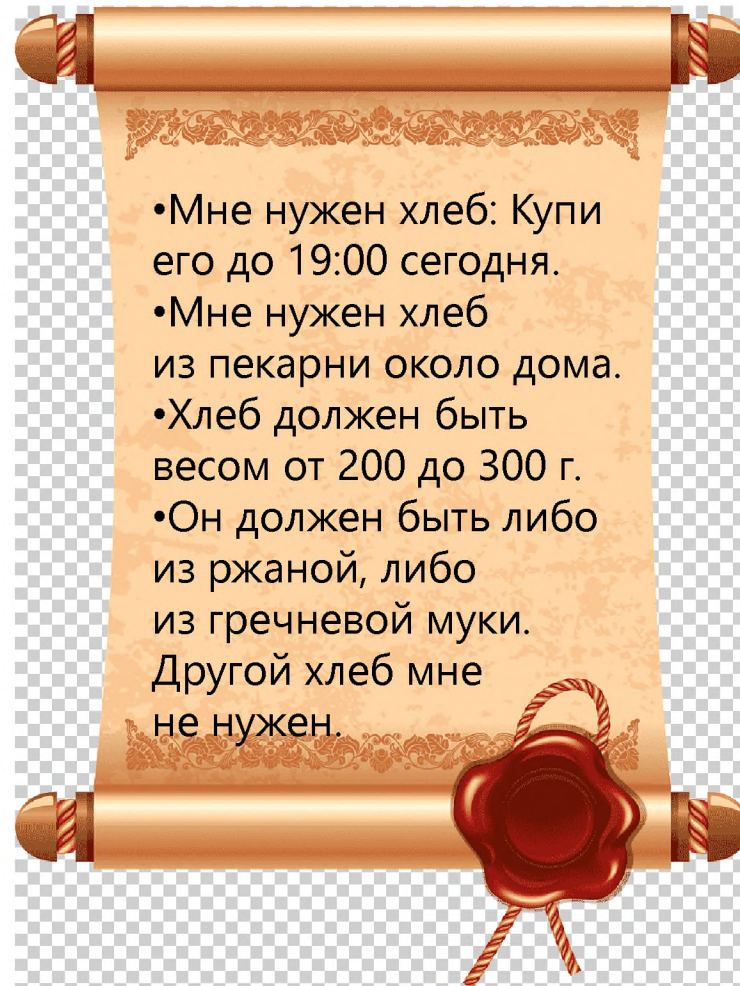 •Мне нужен хлеб: Купи
его до 19:00 сегодня.
•Мне нужен хлеб
из пекарни около дома.
•Хлеб должен быть
весом от 200 до 300 г.
•Он должен быть либо
из ржаной, либо
из гречневой муки.
Другой хлеб мне
не нужен.